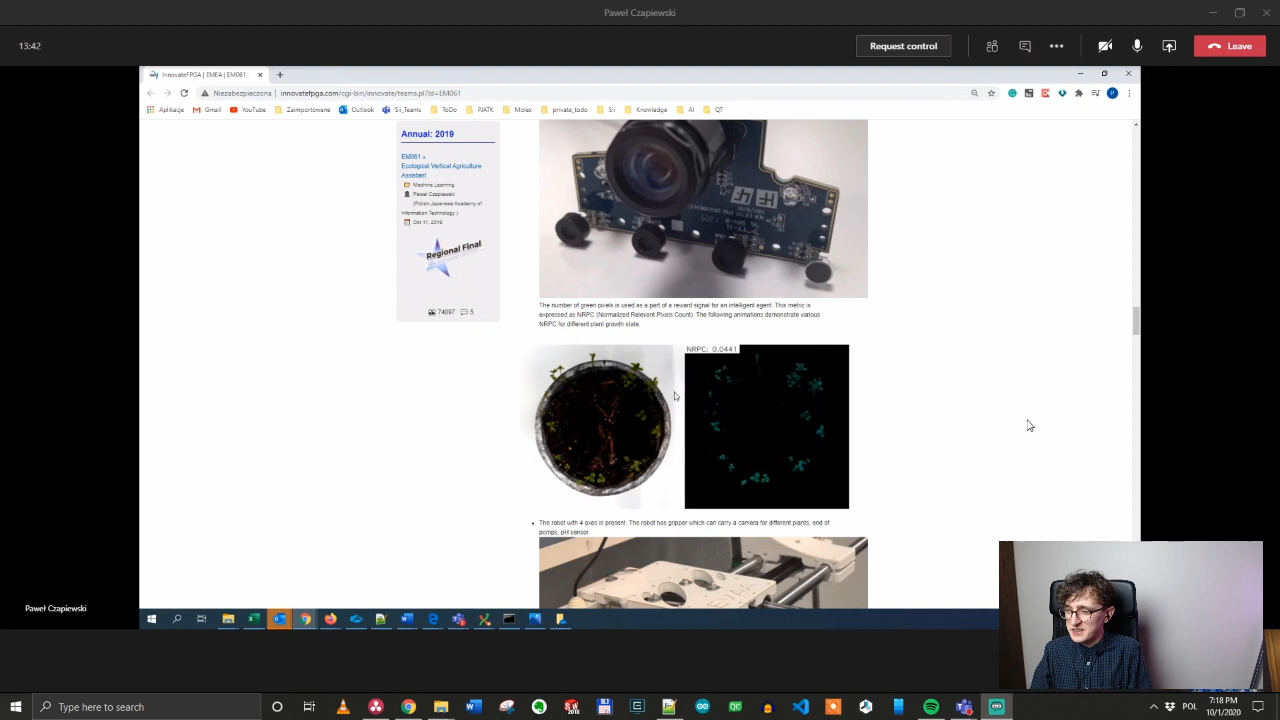 Paweł Czapiewski
13:42
Request control
Leave
InnovateFPGA | EMEA | EM061 -
Niezabezpieczona
innovatefpga.com/cgi-bin/innovate/teams.pl?Id=EM061
Aplikacje
Gmail
YouTube
Zaimportowane
Outlook
Sii_Teams
ToDo
PJATK
Molex
private_todo
Sii
Knowledge
AI
QT
Annual: 2019
EM061 »
Ecological Vertical Agriculture
Assistant
Machine Learning
Paweł Czapiewski
(Polish-Japanese Academy of
Information Technology )
Oct 11, 2019
Regional Final
74097 5
The number of green pixels is used as a part of a reward signal for an intelligent agent. This metric is
expressed as NRPC (Normalized Relevant Pixels Count). The following animations demonstrate various
NRPC for different plant growth state.
NRPC: 0.0441
The robot with 4 axes is present. The robot has gripper which can carry a camera for different plants, end of
pomps, pH sensor.
Paweł Czapiewski
Type here to search
POL
7:18 PM
10/1/2020